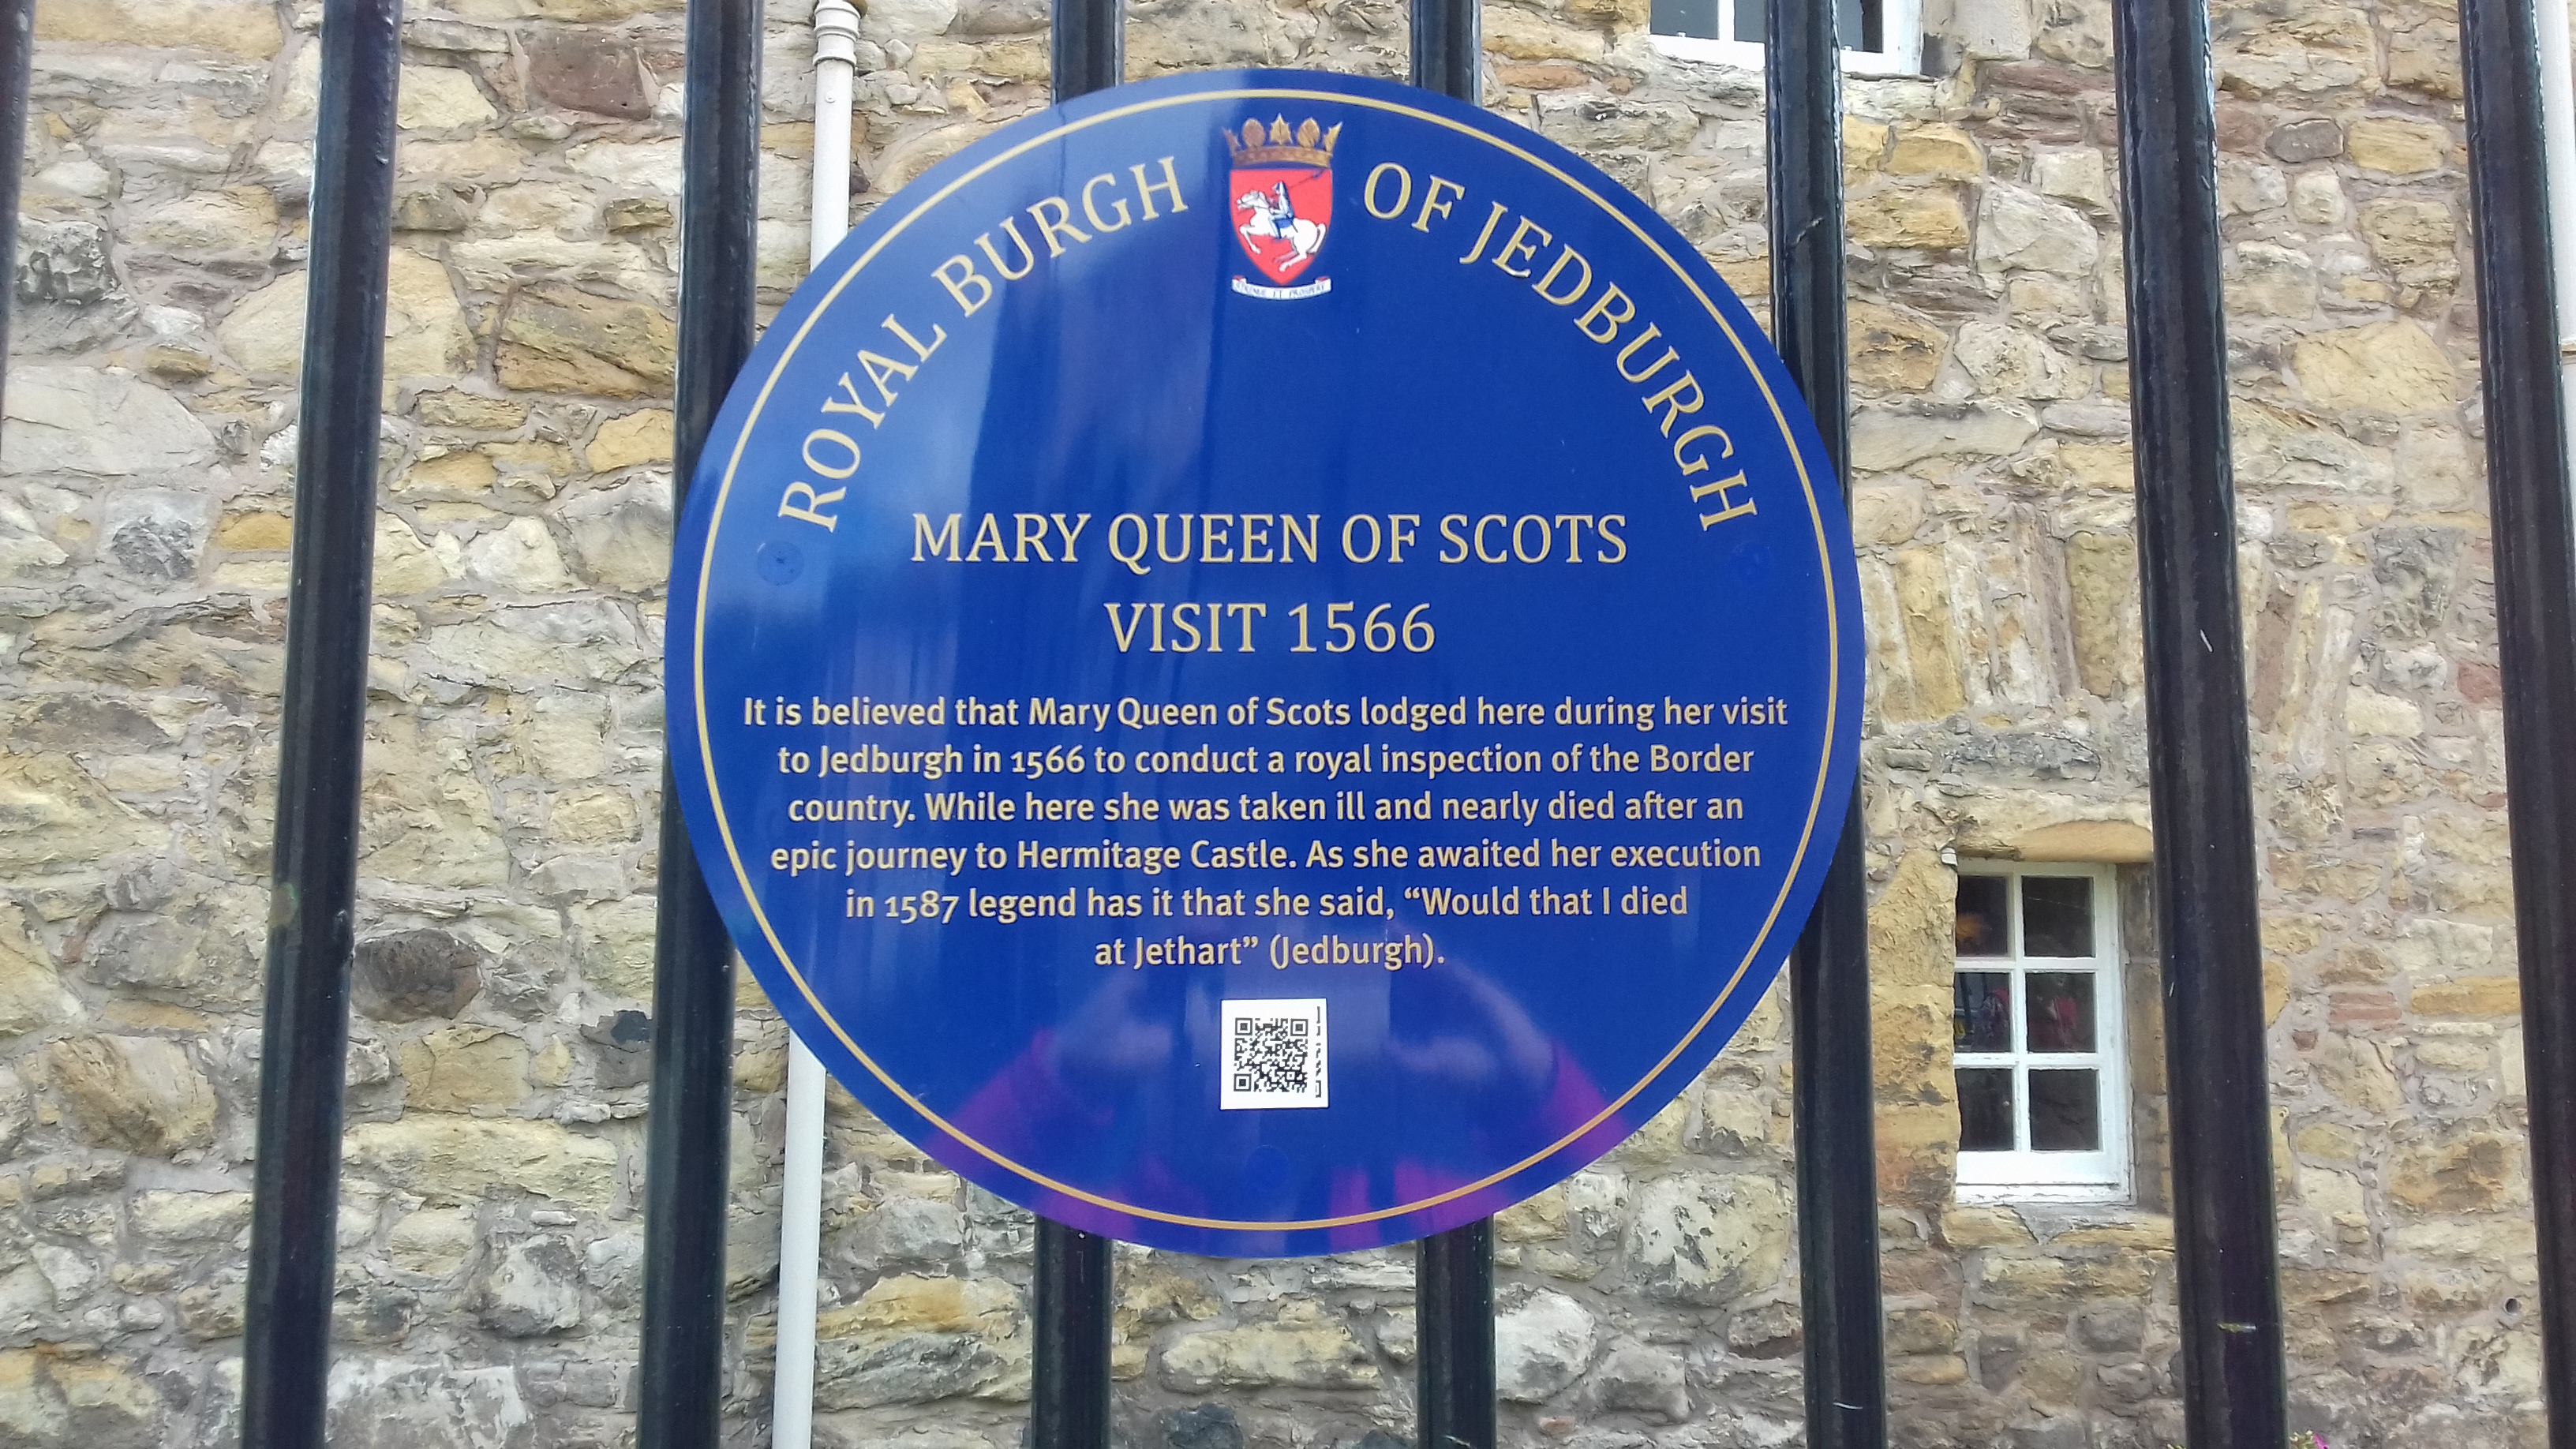 ROYAL BURGH OF JEDBURGH
STRENUE ET PROSPERE
MARY QUEEN OF SCOTS
VISIT 1566
It is believed that Mary Queen of Scots lodged here during her visit
to Jedburgh in 1566 to conduct a royal inspection of the Border
country. While here she was taken ill and nearly died after an
epic journey to Hermitage Castle. As she awaited her execution
in 1587 legend has it that she said, “Would that I died
at Jethart” (Jedburgh).